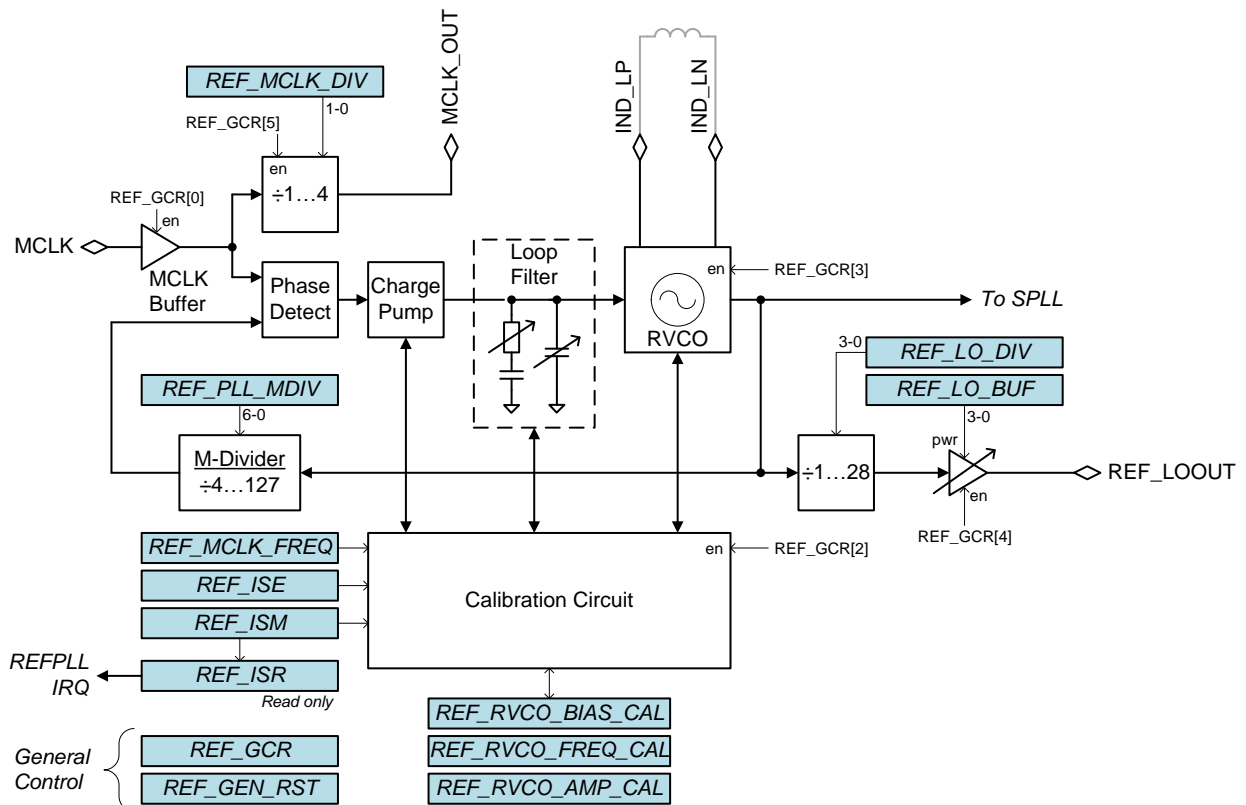 REF_MCLK_DIV
1-0
REF_GCR[5]
en
÷1…4
MCLK_OUT
IND_LP
IND_LN
REF_GCR[0]
en
MCLK
MCLK
Buffer
Phase
Detect
Charge
Pump
Loop
Filter
en
REF_GCR[3]
RVCO
To SPLL
3-0
REF_LO_DIV
REF_LO_BUF
3-0
REF_PLL_MDIV
6-0
M-Divider
÷4…127
÷1…28
pwr
en
REF_LOOUT
REF_GCR[4]
REF_MCLK_FREQ
REF_ISE
REF_ISM
REFPLL
IRQ
REF_ISR
Read only
en
REF_GCR[2]
Calibration Circuit
General
Control
REF_GCR
REF_GEN_RST
REF_RVCO_BIAS_CAL
REF_RVCO_FREQ_CAL
REF_RVCO_AMP_CAL